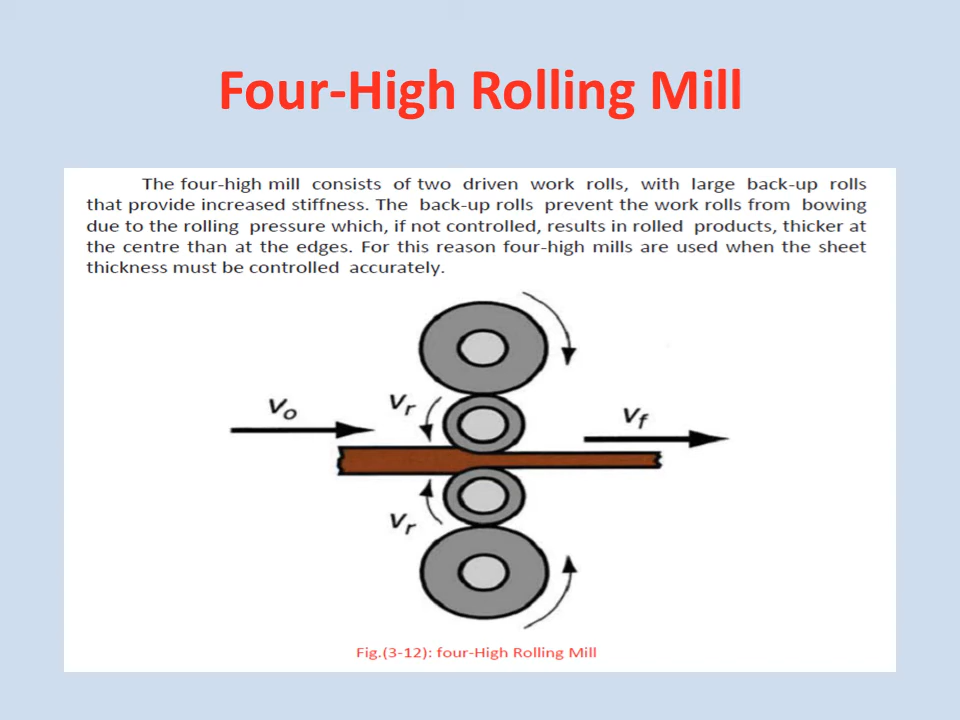 Four-High Rolling Mill
The four-high mill consists of two driven work rolls, with large back-up rolls
that provide increased stiffness. The back-up rolls prevent the work rolls from bowing
due to the rolling pressure which, if not controlled, results in rolled products, thicker at
the centre than at the edges. For this reason four-high mills are used when the sheet
thickness must be controlled accurately.
Vo
Vr
Vf
Vr
Fig.(3-12): four-High Rolling Mill